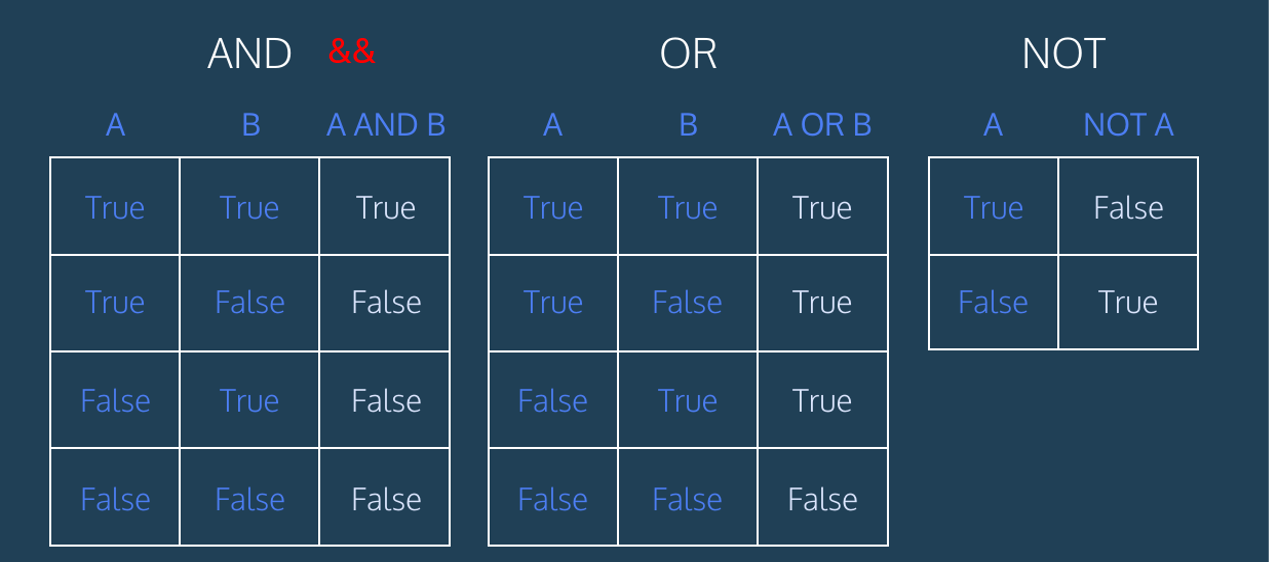 AND && OR NOT
A B A AND B A B A OR B A NOT A
True True True True True True True False
True False False True False True False True
False True False False True True
False False False False False False